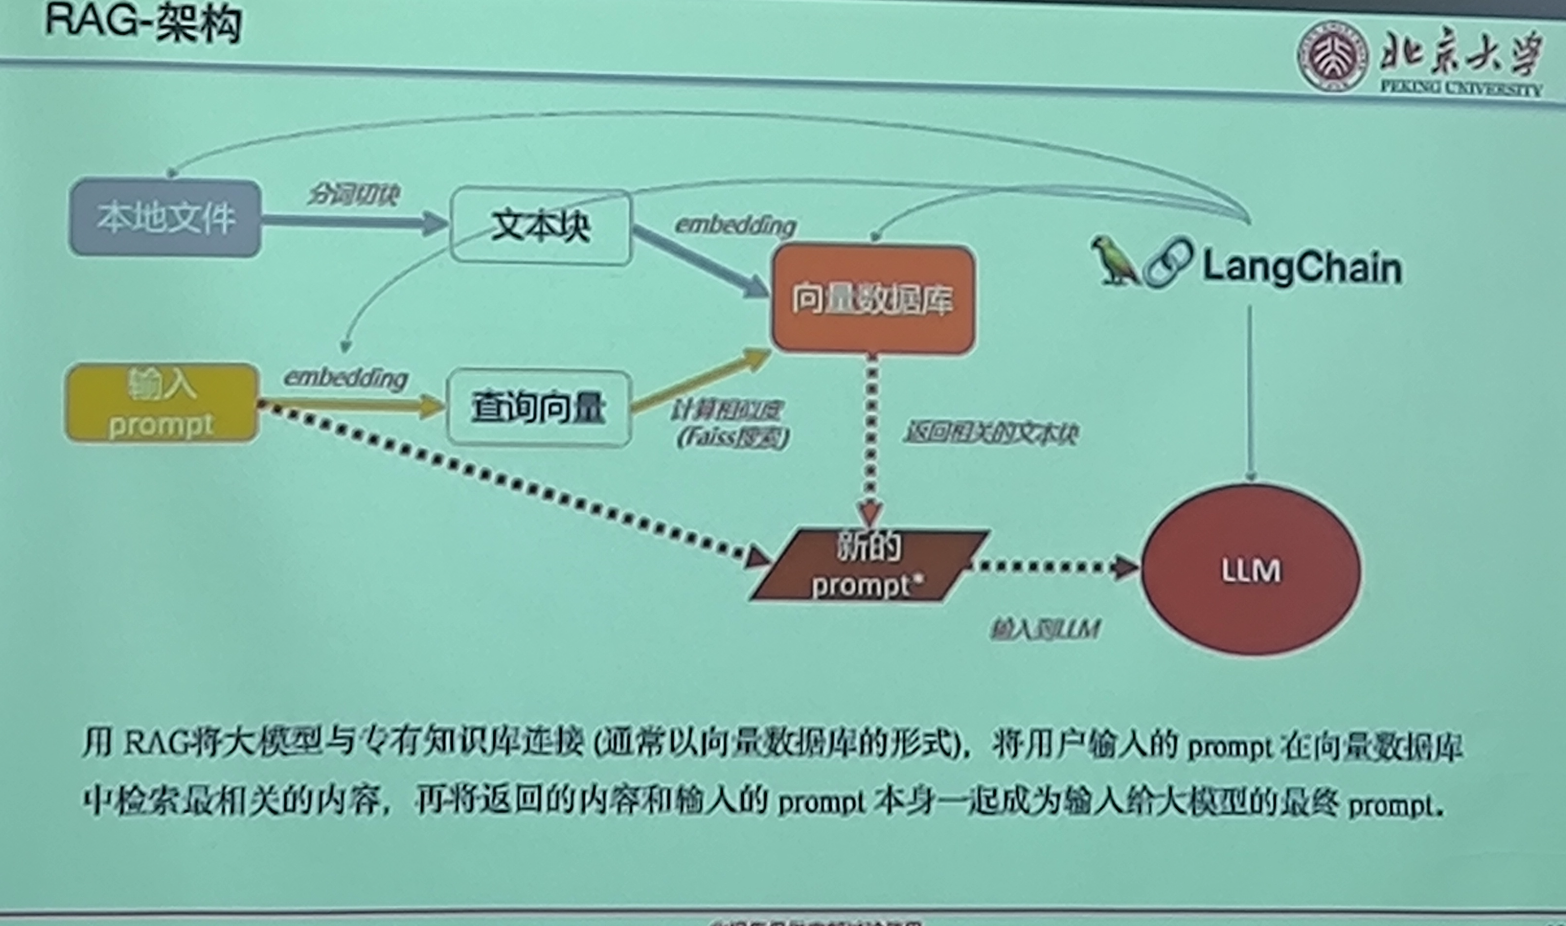 RAG-架构
北京大学
PEKING UNIVERSITY
本地文件
分词切块
文本块
embedding
向量数据库
LangChain
输入
prompt
embedding
查询向量
计算相似度
(Faiss搜索)
返回相关的文本块
新的
prompt*
输入到LLM
LLM
用 RAG将大模型与专有知识库连接 (通常以向量数据库的形式)，将用户输入的 prompt 在向量数据库
中检索最相关的内容，再将返回的内容和输入的 prompt 本身一起成为输入给大模型的最终 prompt.